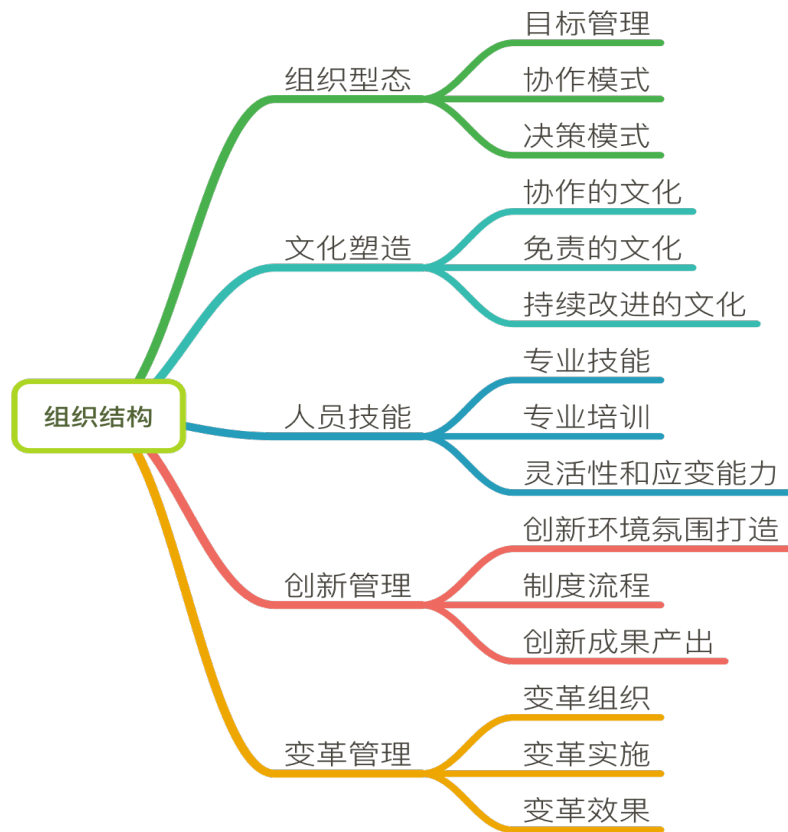 组织结构
组织型态
目标管理
协作模式
决策模式
文化塑造
协作的文化
免责的文化
持续改进的文化
人员技能
专业技能
专业培训
灵活性和应变能力
创新管理
创新环境氛围打造
制度流程
创新成果产出
变革管理
变革组织
变革实施
变革效果